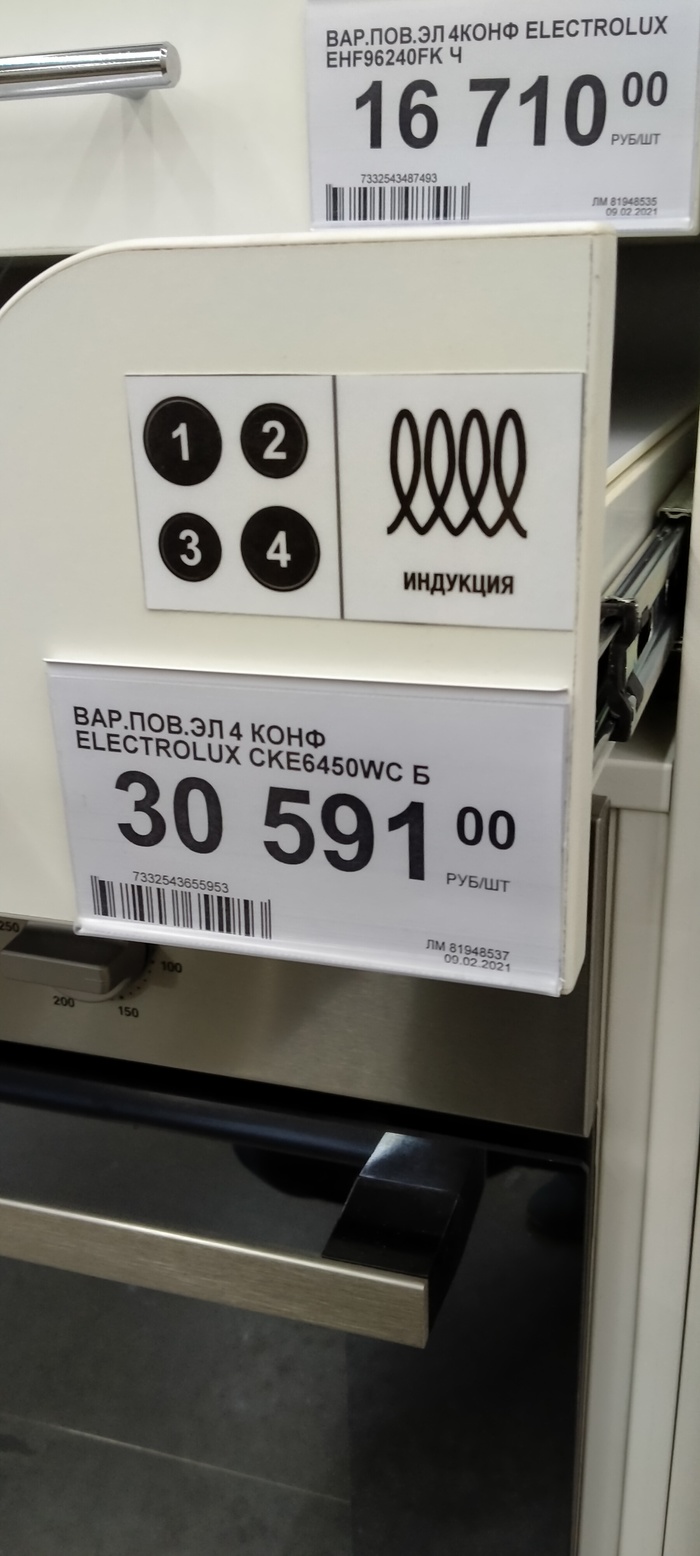 ВАР.ПОВ.ЭЛ 4КОНФ ELECTROLUX
EHF96240FK Ч
16 710 00
РУБ/ШТ
7332543487493
ЛМ 81948535
09.02.2021
1 2
3 4
ИНДУКЦИЯ
ВАР.ПОВ.ЭЛ 4 КОНФ
ELECTROLUX CKE6450WC Б
30 591 00
РУБ/ШТ
7332543655953
ЛМ 81948537
09.02.2021
250
100
200
150